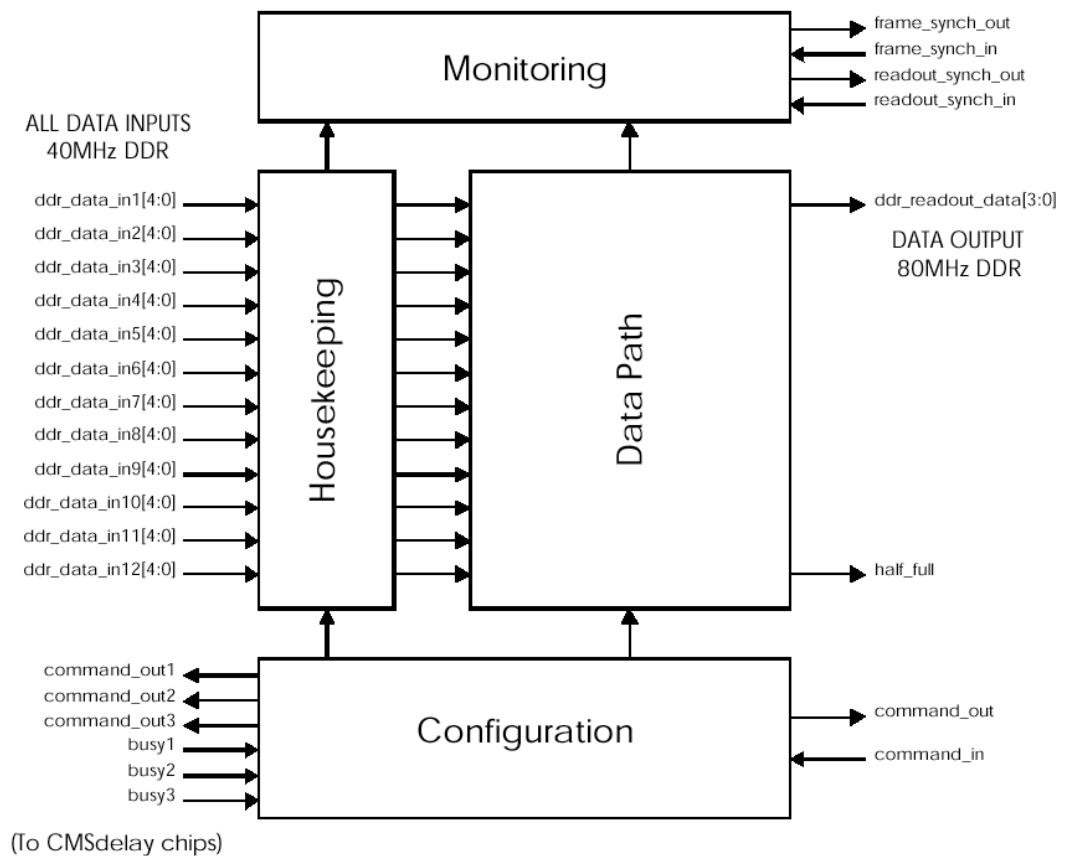 frame_synch_out
frame_synch_in
Monitoring
readout_synch_out
readout_synch_in
ALL DATA INPUTS
40MHz DDR
ddr_data_in1[4:0]
ddr_readout_data[3:0]
ddr_data_in2[4:0]
DATA OUTPUT
ddr_data_in3[4:0]
80MHz DDR
ddr_data_in4[4:0]
ddr_data_in5[4:0]
ddr_data_in6[4:0]
ddr_data_in7[4:0]
ddr_data_in8[4:0]
ddr_data_in9[4:0]
ddr_data_in10[4:0]
ddr_data_in11[4:0]
ddr_data_in12[4:0]
Housekeeping
Data Path
half_full
command_out1
command_out2
command_out3
busy1
busy2
busy3
Configuration
command_out
command_in
(To CMSdelay chips)